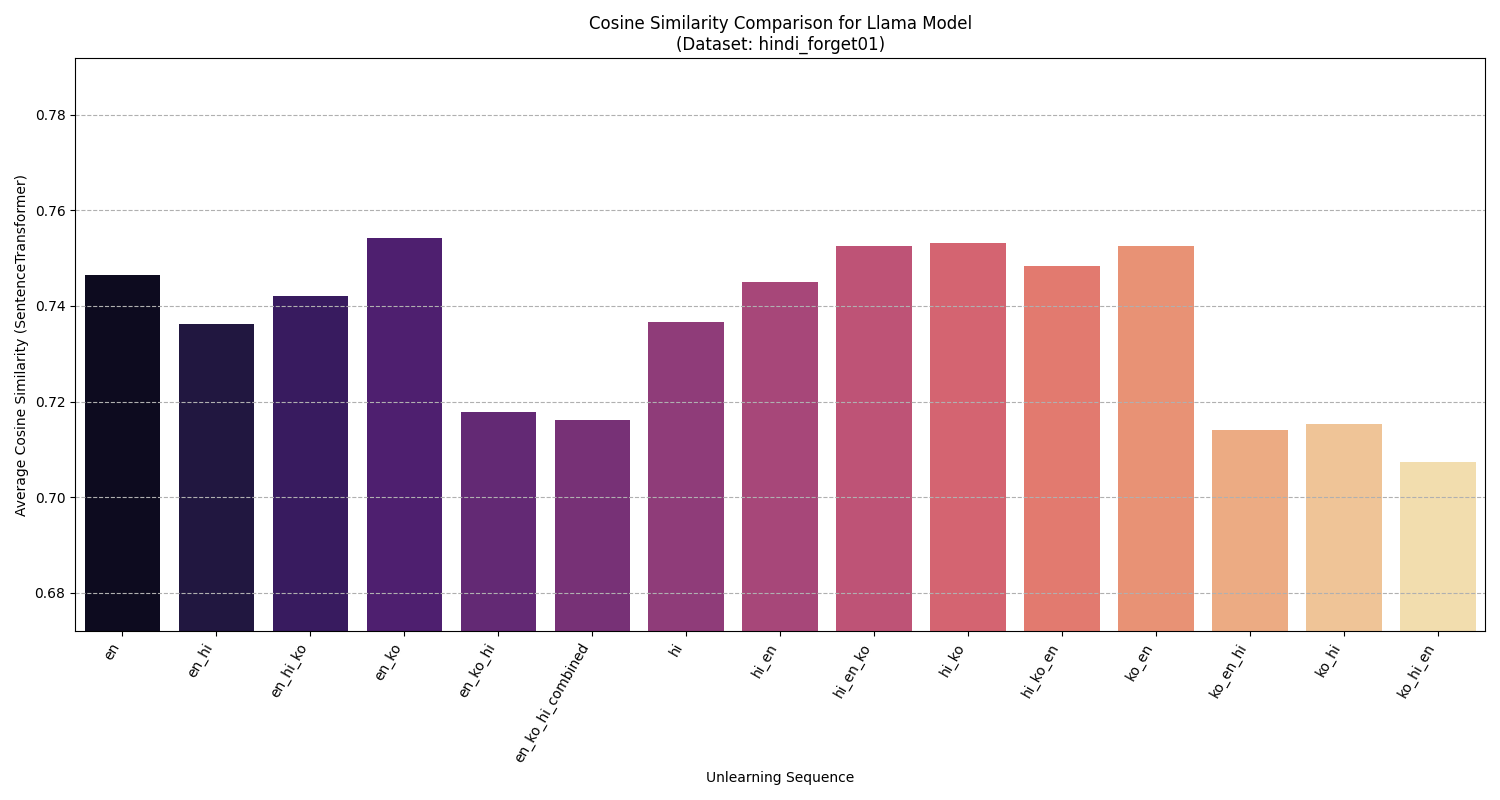 Cosine Similarity Comparison for Llama Model
(Dataset: hindi_forget01)
Average Cosine Similarity (SentenceTransformer)
0.78
0.76
0.74
0.72
0.70
0.68
en
en_hi
en_hi_ko
en_ko
en_ko_hi
en_ko_hi_combined
hi
hi_en
hi_en_ko
hi_ko
hi_ko_en
ko_en
ko_en_hi
ko_hi
ko_hi_en
Unlearning Sequence